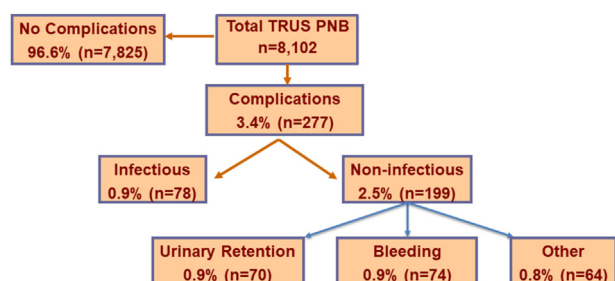 No Complications
96.6% (n=7,825)
Total TRUS PNB
n=8,102
Complications
3.4% (n=277)
Infectious
0.9% (n=78)
Non-infectious
2.5% (n=199)
Urinary Retention
0.9% (n=70)
Bleeding
0.9% (n=74)
Other
0.8% (n=64)